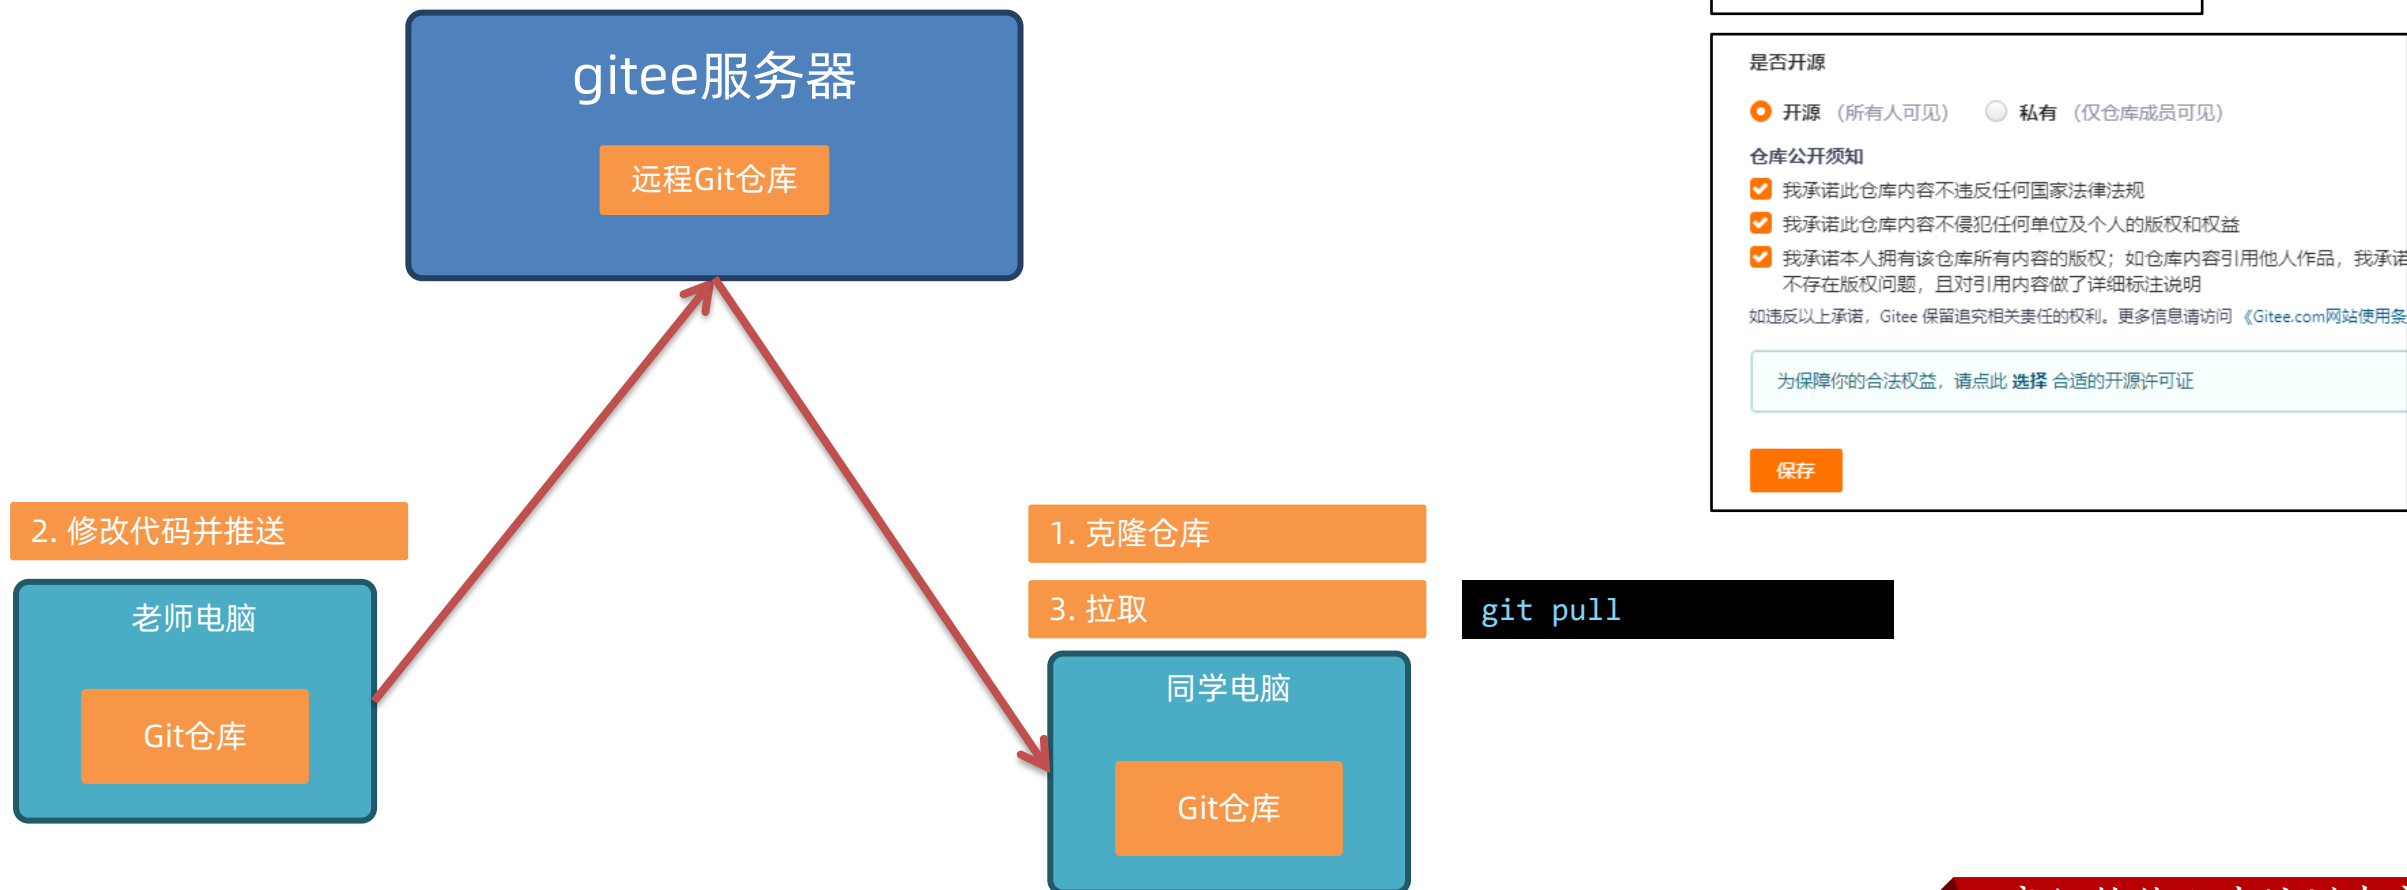 gitee服务器
远程Git仓库
2. 修改代码并推送
老师电脑
Git仓库
1. 克隆仓库
3. 拉取
git pull
同学电脑
Git仓库
是否开源
开源 (所有人可见) 私有 (仅仓库成员可见)
仓库公开须知
我承诺此仓库内容不违反任何国家法律法规
我承诺此仓库内容不侵犯任何单位及个人的版权和权益
我承诺本人拥有该仓库所有内容的版权；如仓库内容引用他人作品，我承诺
不存在版权问题，且对引用内容做了详细标注说明
如违反以上承诺，Gitee 保留追究相关责任的权利。更多信息请访问 《Gitee.com网站使用条
为保障你的合法权益，请点此 选择 合适的开源许可证
保存